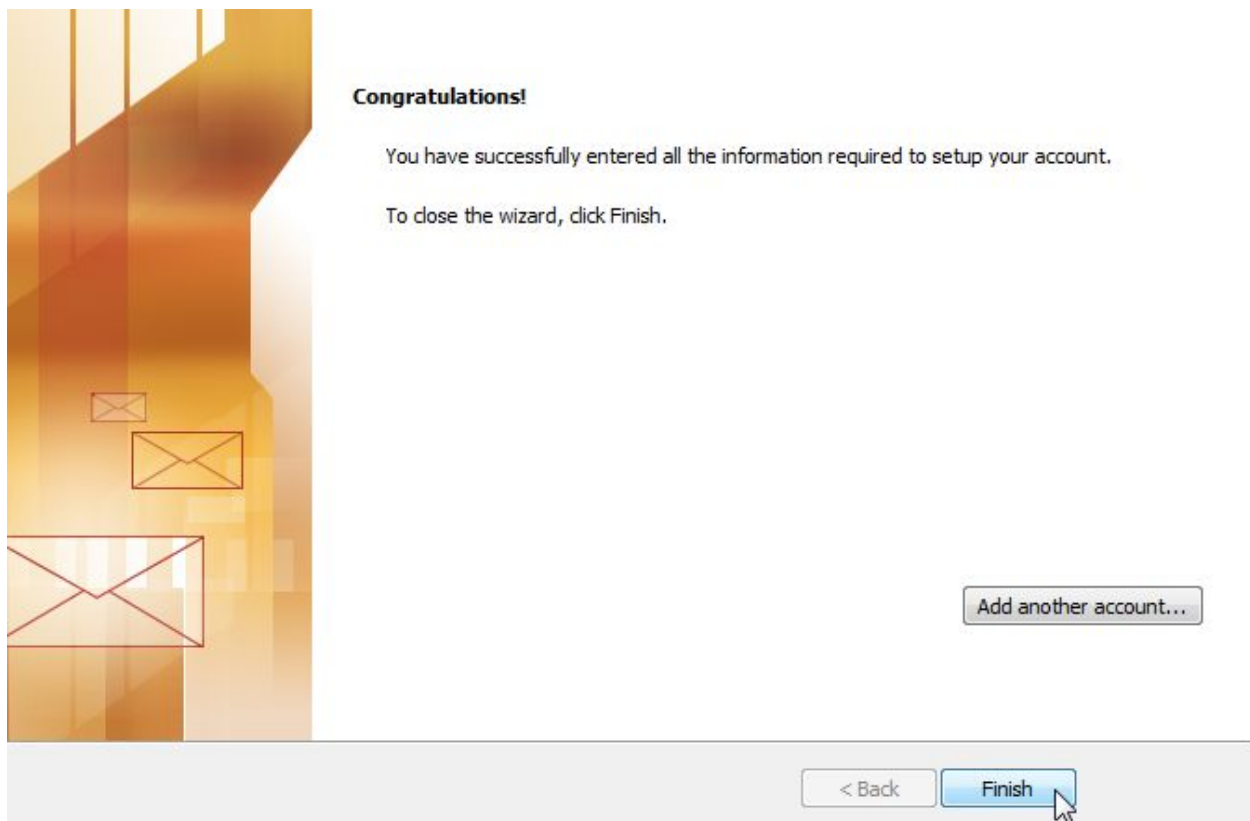 Congratulations!
You have successfully entered all the information required to setup your account.
To close the wizard, click Finish.
Add another account...
< Back
Finish